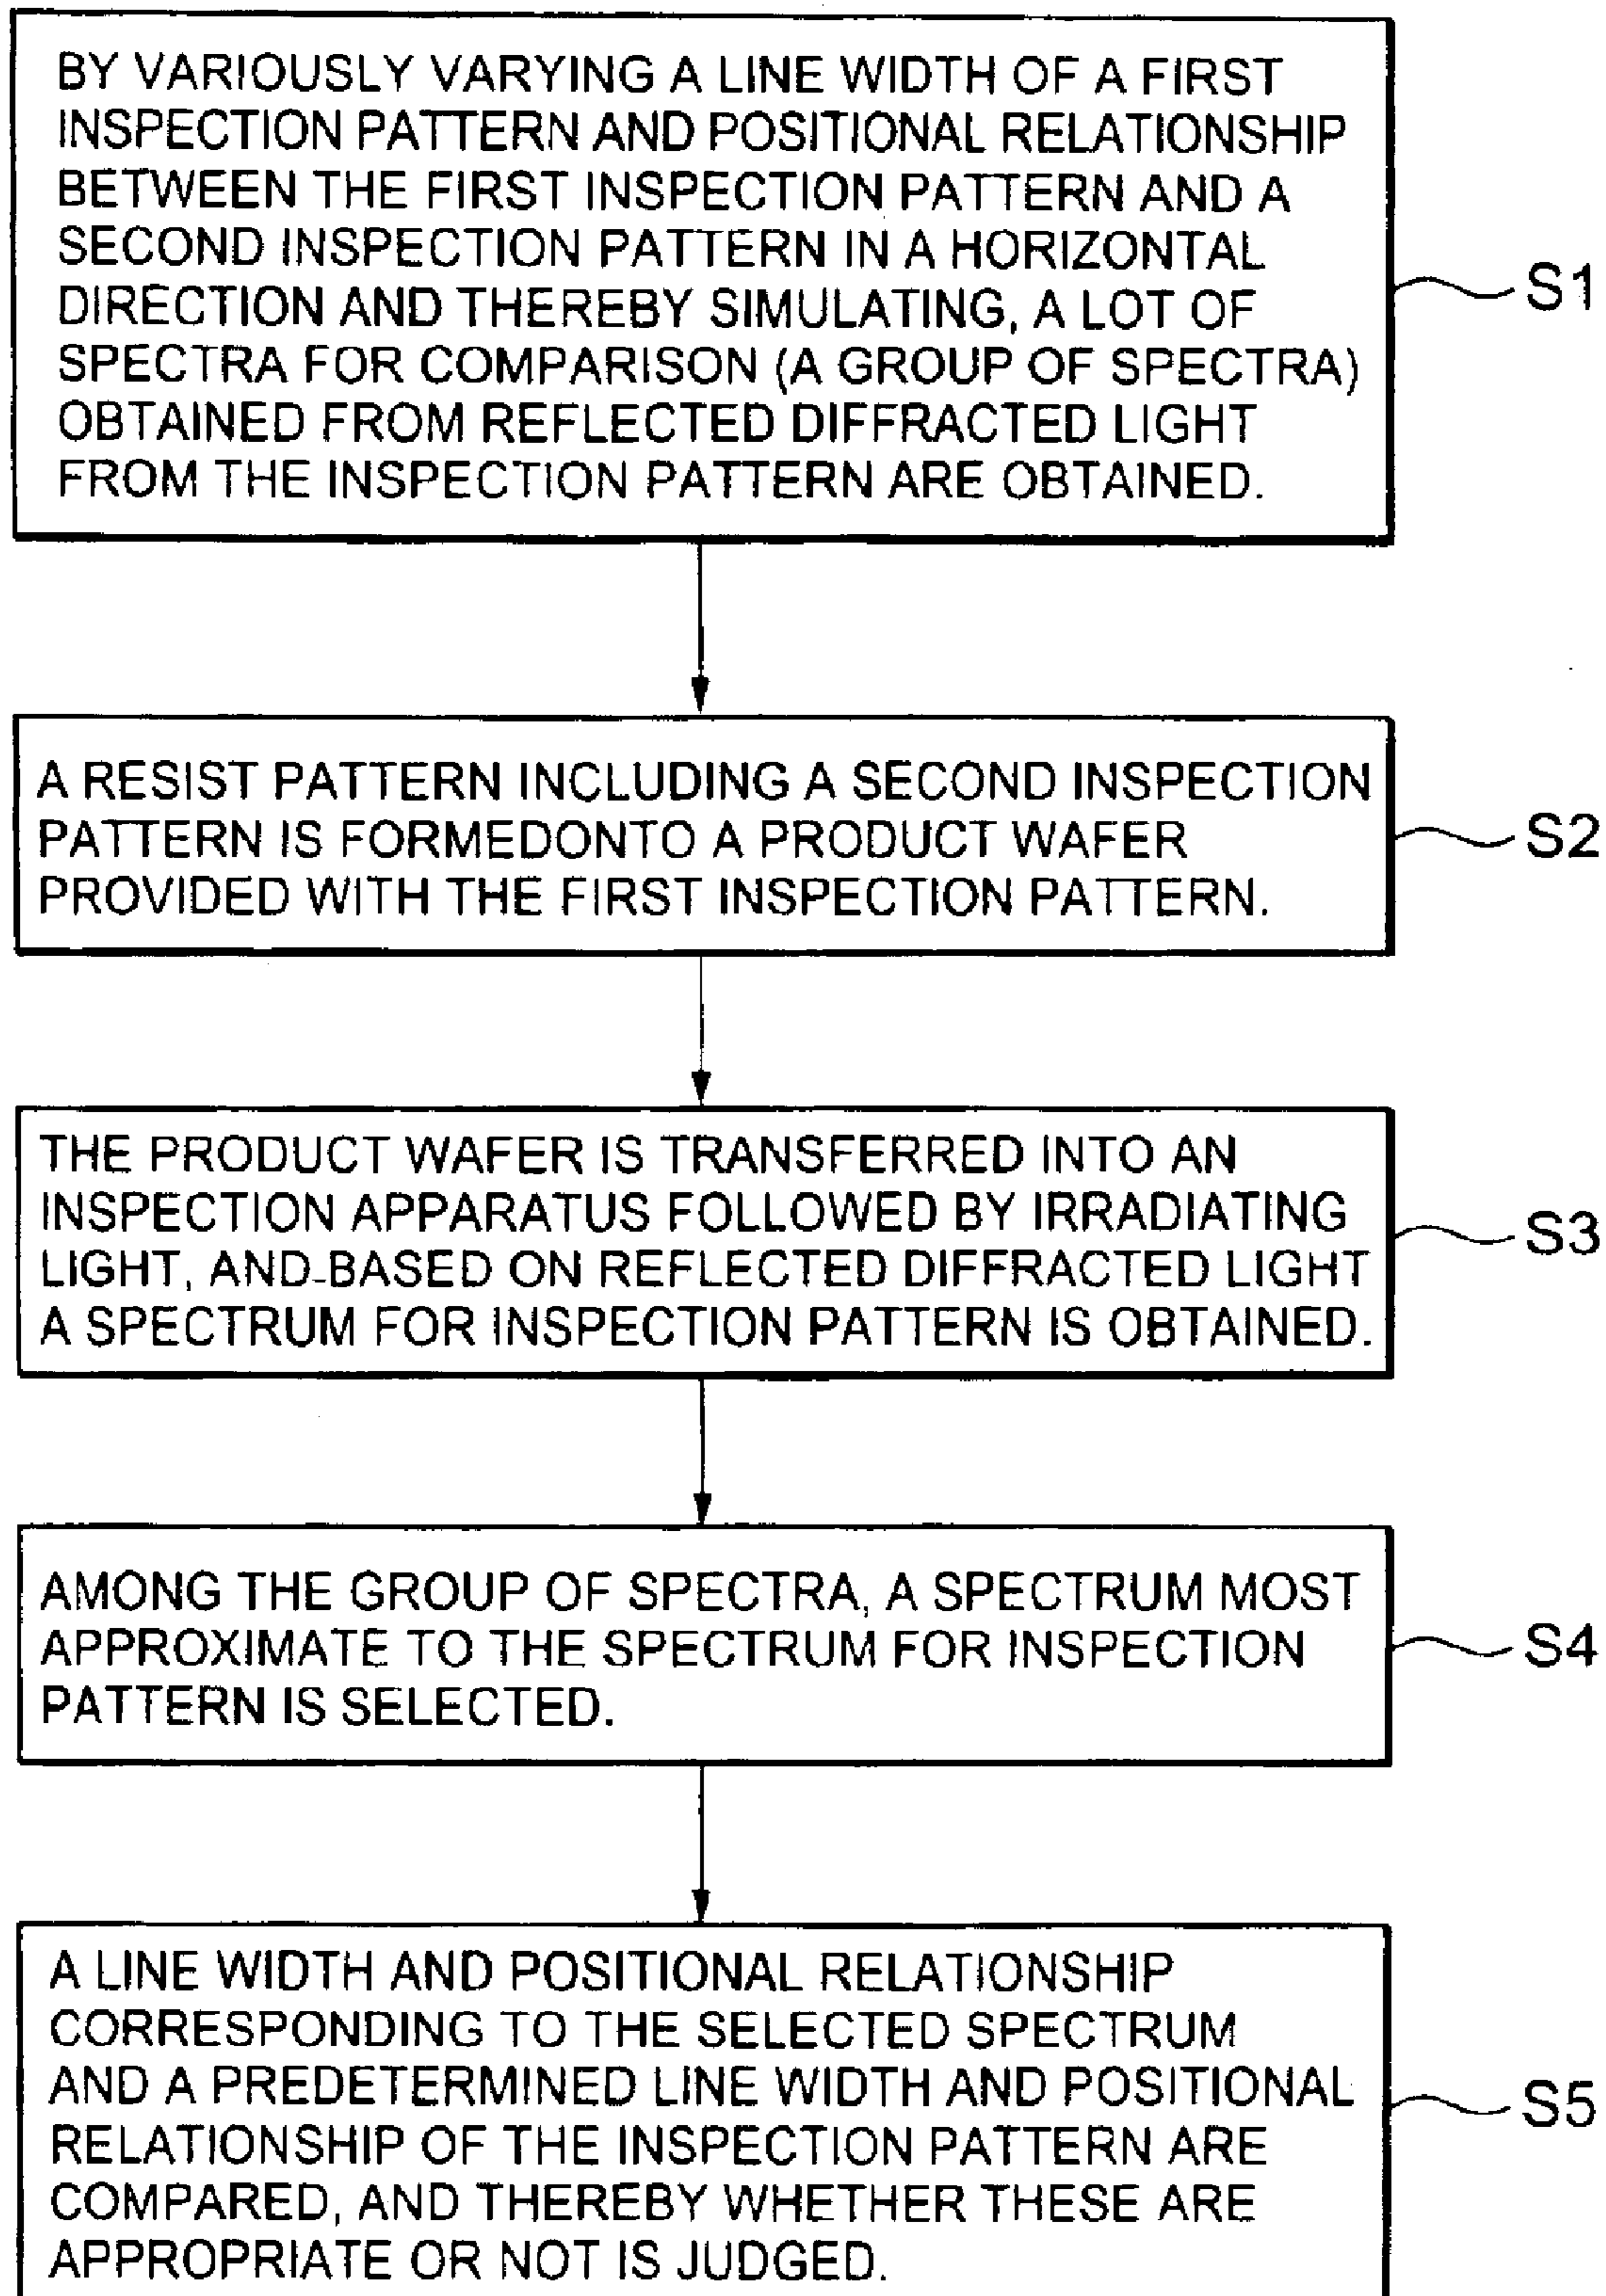 BY VARIOUSLY VARYING A LINE WIDTH OF A FIRST
INSPECTION PATTERN AND POSITIONAL RELATIONSHIP
BETWEEN THE FIRST INSPECTION PATTERN AND A
SECOND INSPECTION PATTERN IN A HORIZONTAL
DIRECTION AND THEREBY SIMULATING, A LOT OF
SPECTRA FOR COMPARISON (A GROUP OF SPECTRA)
OBTAINED FROM REFLECTED DIFFRACTED LIGHT
FROM THE INSPECTION PATTERN ARE OBTAINED.
S1
A RESIST PATTERN INCLUDING A SECOND INSPECTION
PATTERN IS FORMEDONTO A PRODUCT WAFER
PROVIDED WITH THE FIRST INSPECTION PATTERN.
S2
THE PRODUCT WAFER IS TRANSFERRED INTO AN
INSPECTION APPARATUS FOLLOWED BY IRRADIATING
LIGHT, AND-BASED ON REFLECTED DIFFRACTED LIGHT
A SPECTRUM FOR INSPECTION PATTERN IS OBTAINED.
S3
AMONG THE GROUP OF SPECTRA, A SPECTRUM MOST
APPROXIMATE TO THE SPECTRUM FOR INSPECTION
PATTERN IS SELECTED.
S4
A LINE WIDTH AND POSITIONAL RELATIONSHIP
CORRESPONDING TO THE SELECTED SPECTRUM
AND A PREDETERMINED LINE WIDTH AND POSITIONAL
RELATIONSHIP OF THE INSPECTION PATTERN ARE
COMPARED, AND THEREBY WHETHER THESE ARE
APPROPRIATE OR NOT IS JUDGED.
S5